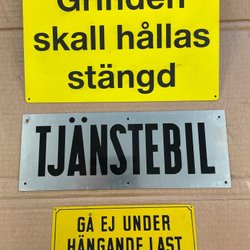 Grinden
skall hållas
stängd
TJÄNSTEBIL
GÅ EJ UNDER
HÄNGANDE LAST